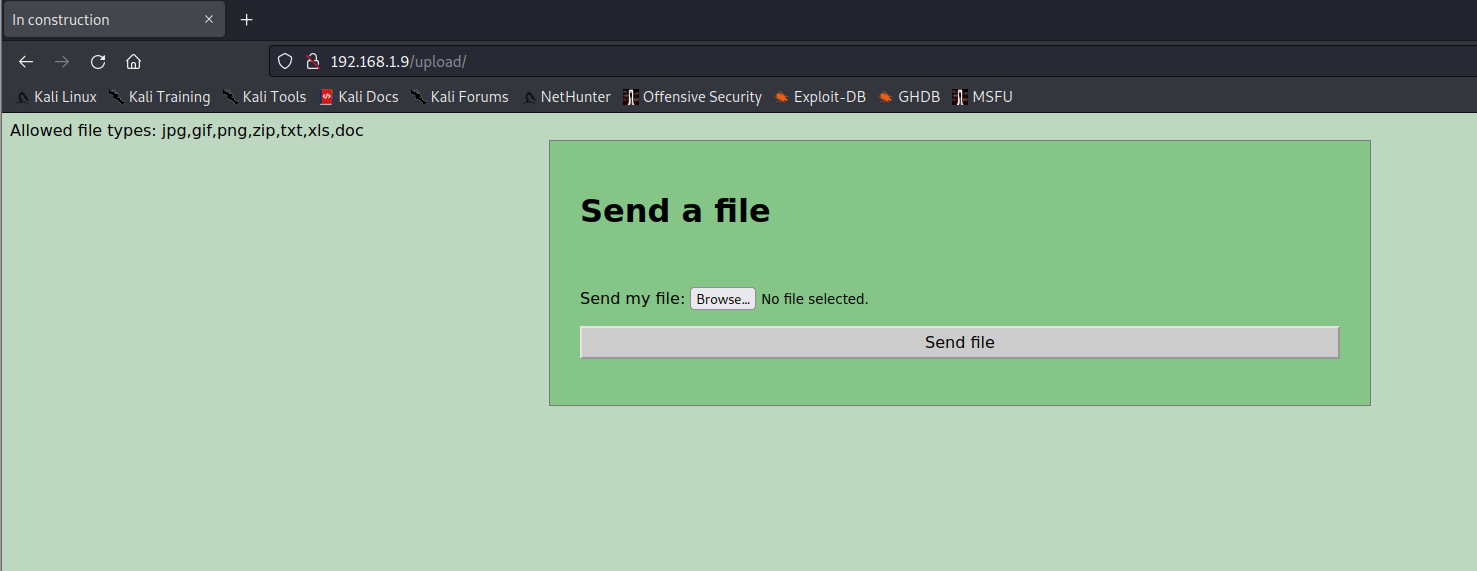 In construction
192.168.1.9/upload/
Kali Linux Kali Training Kali Tools Kali Docs Kali Forums NetHunter Offensive Security Exploit-DB GHDB MSFU
Allowed file types: jpg,gif,png,zip,txt,xls,doc
Send a file
Send my file: Browse... No file selected.
Send file